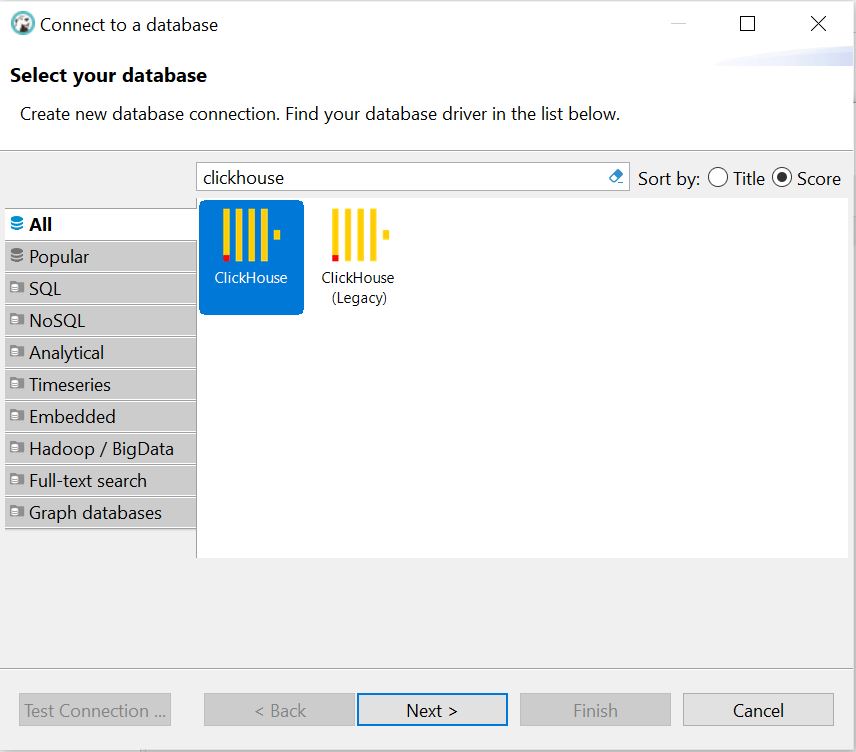 Connect to a database
Select your database
Create new database connection. Find your database driver in the list below.
clickhouse
Sort by: Title Score
All
Popular
SQL
NoSQL
Analytical
Timeseries
Embedded
Hadoop / BigData
Full-text search
Graph databases
ClickHouse
ClickHouse
(Legacy)
Test Connection ...
< Back
Next >
Finish
Cancel